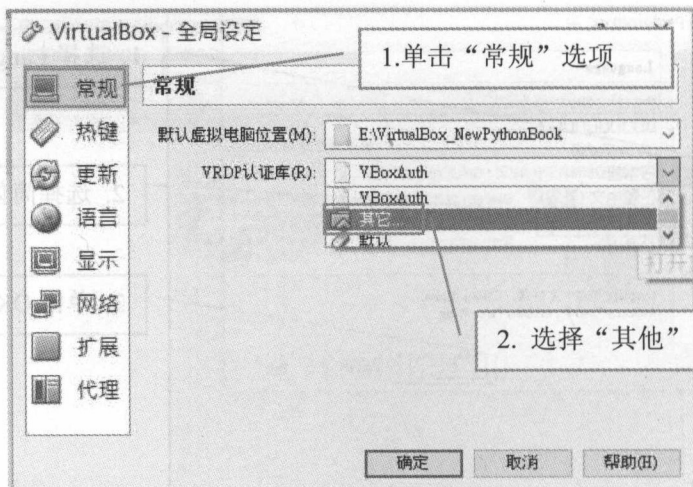 VirtualBox - 全局设定
1.单击“常规”选项
常规
常规
热键
默认虚拟电脑位置(M):
E:\VirtualBox_NewPythonBook
更新
VRDP认证库(R):
VBoxAuth
VBoxAuth
其它...
默认
语言
显示
打开
网络
2. 选择“其他”
扩展
代理
确定
取消
帮助(H)